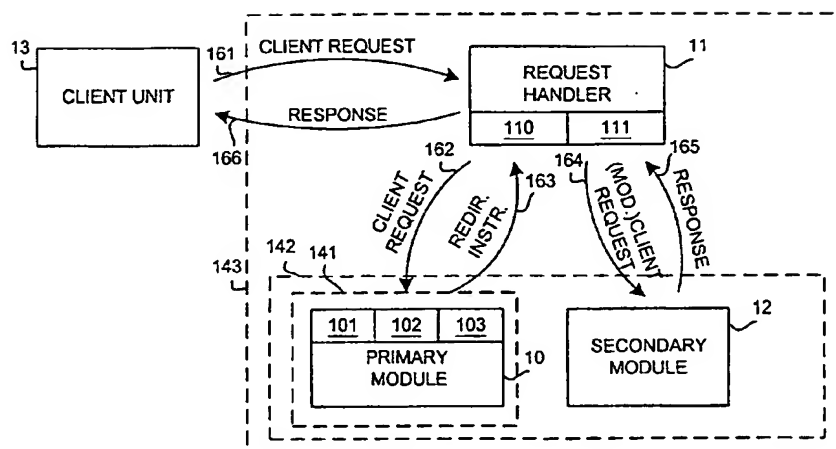 13
CLIENT UNIT
161
CLIENT REQUEST
RESPONSE
166
11
REQUEST
HANDLER
110
111
162
CLIENT
REQUEST
REDIR.
INSTR.
163
164
(MOD.)CLIENT
REQUEST
165
RESPONSE
143
142
141
101
102
103
PRIMARY
MODULE
10
SECONDARY
MODULE
12